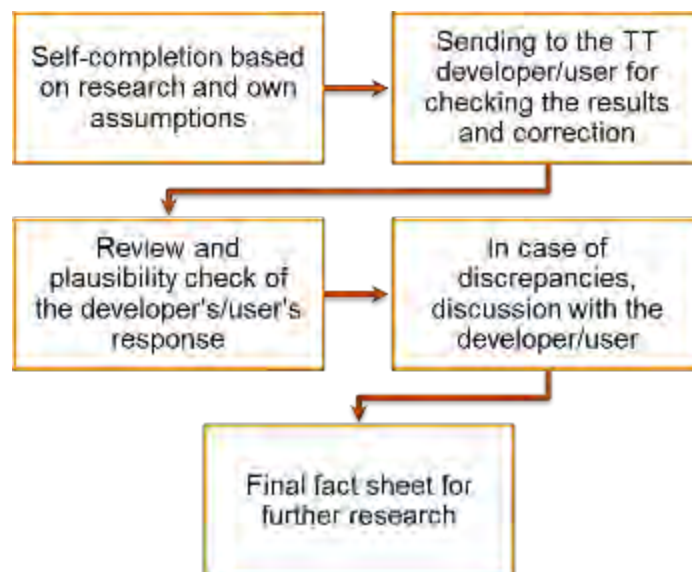 Self-completion based
on research and own
assumptions
Sending to the TT
developer/user for
checking the results
and correction
Review and
plausibility check of
the developer's/user's
response
In case of
discrepancies,
discussion with the
developer/user
Final fact sheet for
further research